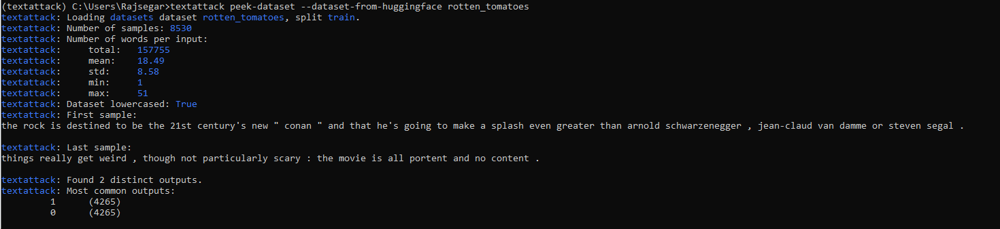 (textattack) C:\Users\Rajsegar>textattack peek-dataset --dataset-from-huggingface rotten_tomatoes
textattack: Loading datasets dataset rotten_tomatoes, split train.
textattack: Number of samples: 8530
textattack: Number of words per input:
textattack:     total:   157755
textattack:     mean:    18.49
textattack:     std:     8.58
textattack:     min:     1
textattack:     max:     51
textattack: Dataset lowercased: True
textattack: First sample:
the rock is destined to be the 21st century's new " conan " and that he's going to make a splash even greater than arnold schwarzenegger , jean-claud van damme or steven segal .
textattack: Last sample:
things really get weird , though not particularly scary : the movie is all portent and no content .
textattack: Found 2 distinct outputs.
textattack: Most common outputs:
1      (4265)
0      (4265)